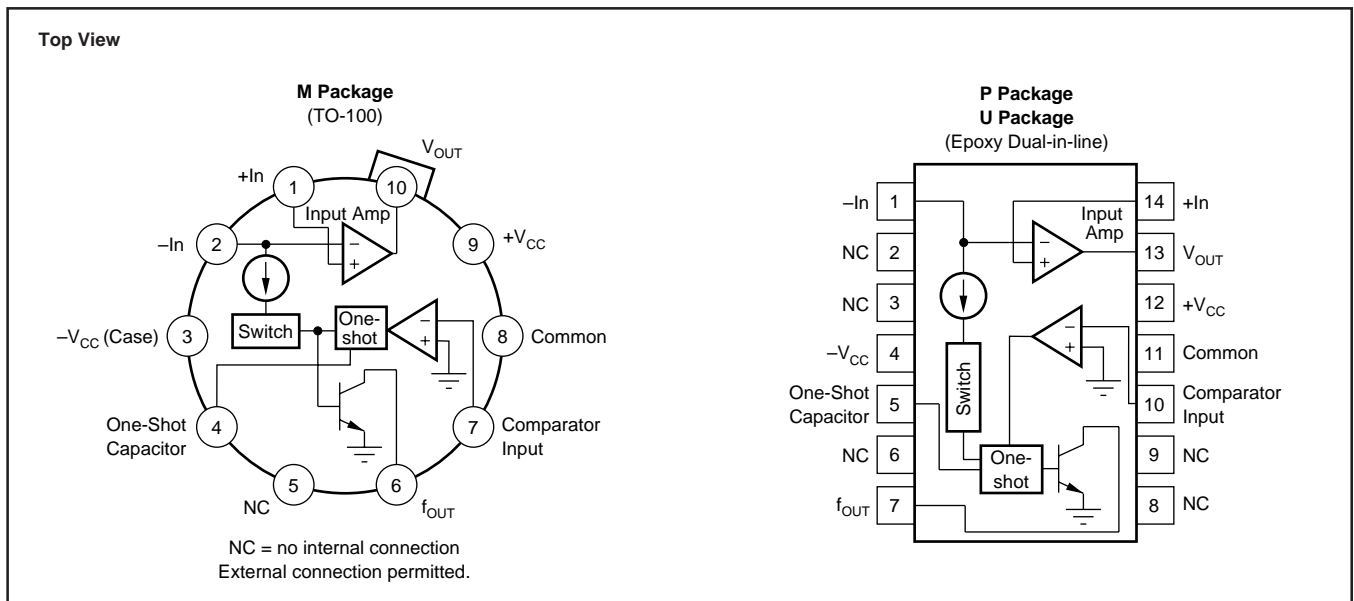 Top View
M Package
(TO-100)
VOUT
+In
1
10
Input Amp
–In
2
9
+VCC
–
+
–VCC (Case)
3
Switch
One-
shot
–
+
8
Common
One-Shot
Capacitor
4
7
Comparator
Input
5
NC
6
fOUT
NC = no internal connection
External connection permitted.
P Package
U Package
(Epoxy Dual-in-line)
–In
1
14
+In
Input
Amp
–
+
NC
2
13
VOUT
NC
3
12
+VCC
–
+
–VCC
4
11
Common
Switch
One-Shot
Capacitor
5
10
Comparator
Input
NC
6
One-
shot
9
NC
fOUT
7
8
NC